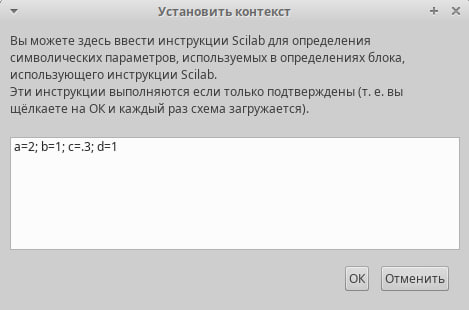 Установить контекст
Вы можете здесь ввести инструкции Scilab для определения
символических параметров, используемых в определениях блока,
использующего инструкции Scilab.
Эти инструкции выполняются если только подтверждены (т. е. вы
щёлкаете на ОК и каждый раз схема загружается).
a=2; b=1; c=.3; d=1
ОК Отменить